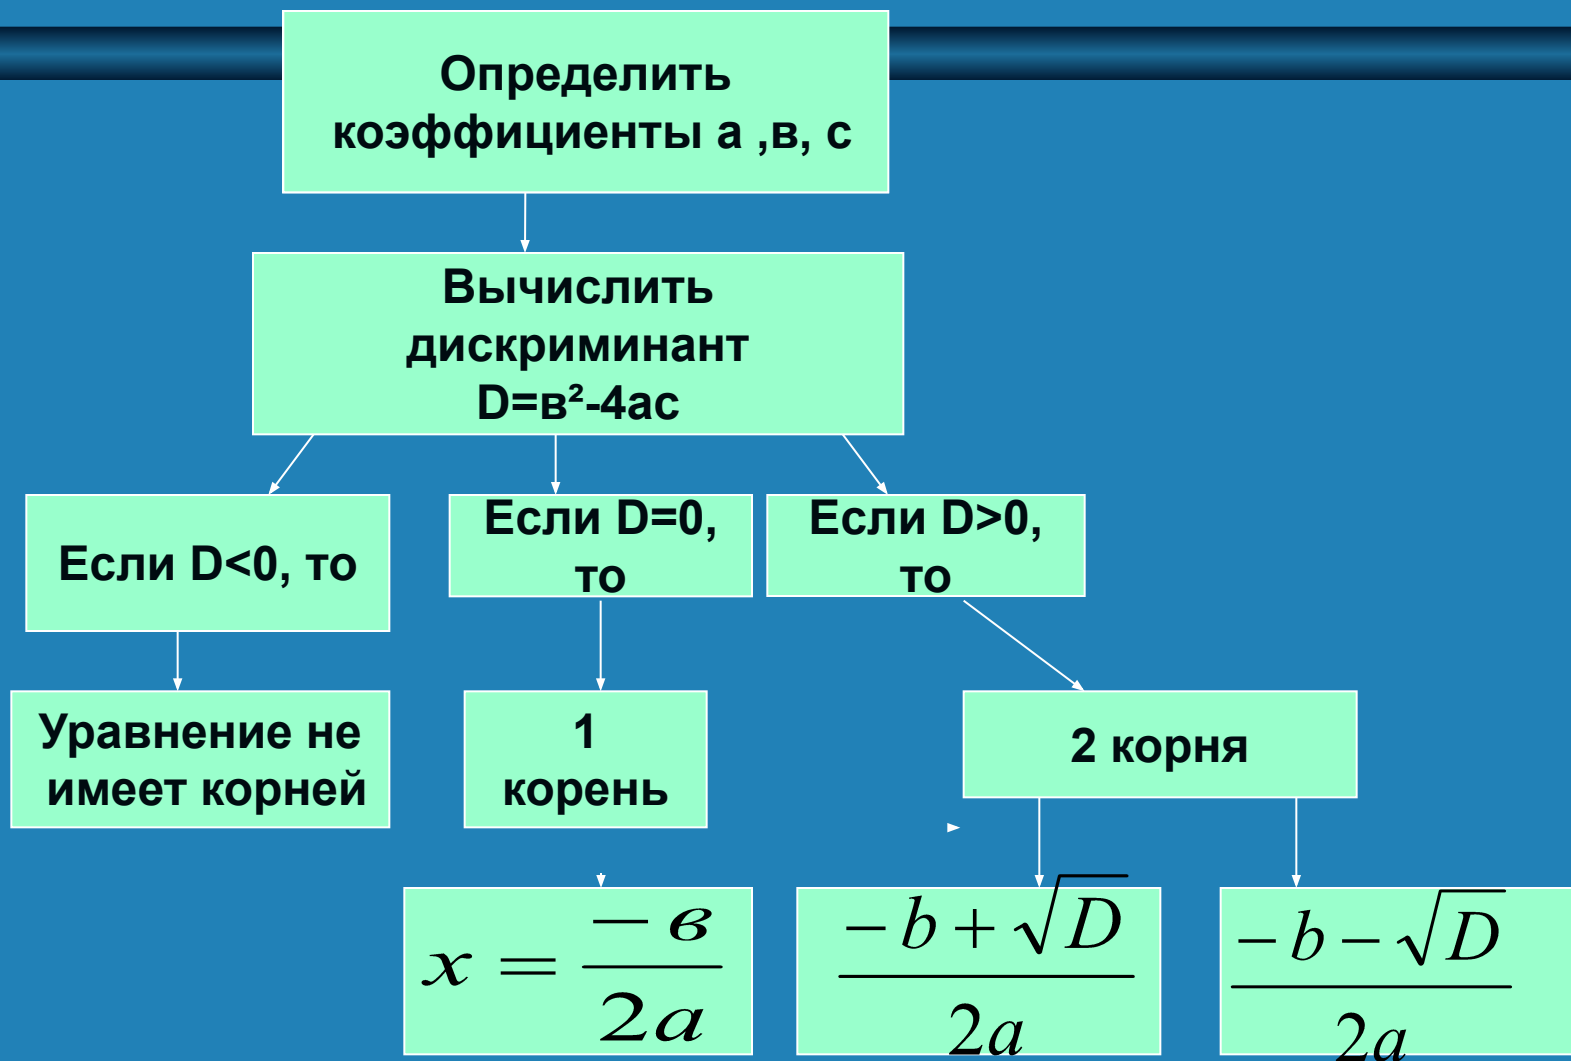 Определить
коэффициенты а ,в, с
Вычислить
дискриминант
D=в²-4ас
Если D<0, то
Если D=0,
то
Если D>0,
то
Уравнение не
имеет корней
1
корень
2 корня
x = −в / 2a
−b + √D / 2a
−b − √D / 2a